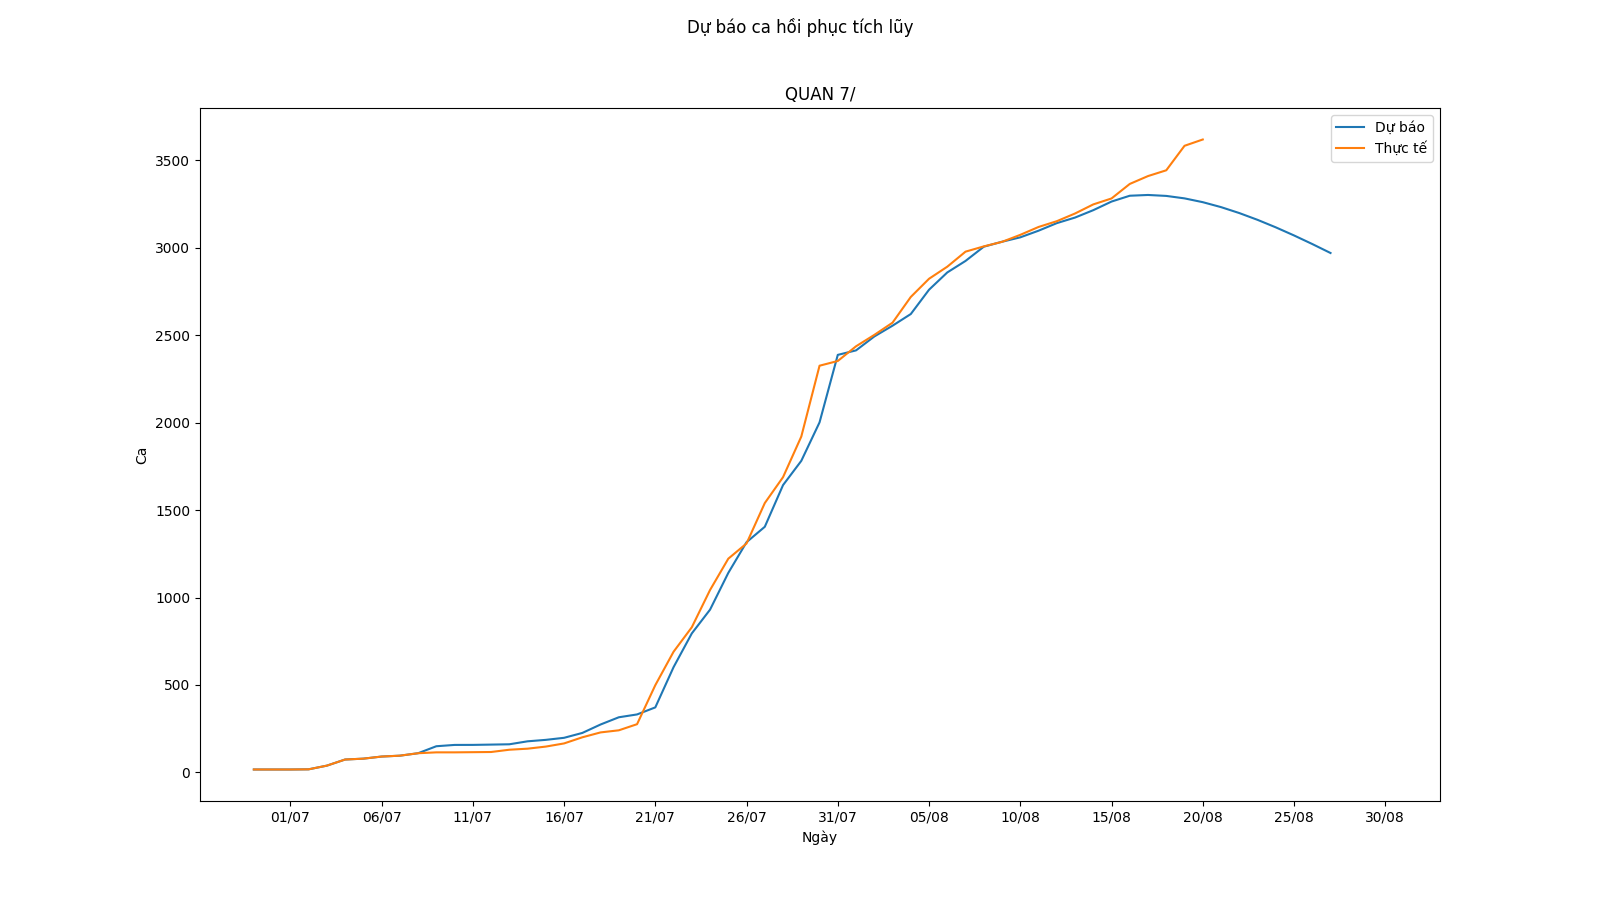 Dự báo ca hồi phục tích lũy
QUAN 7/
Dự báo
Thực tế
3500
3000
2500
2000
1500
1000
500
0
Ca
01/07 06/07 11/07 16/07 21/07 26/07 31/07 05/08 10/08 15/08 20/08 25/08 30/08
Ngày